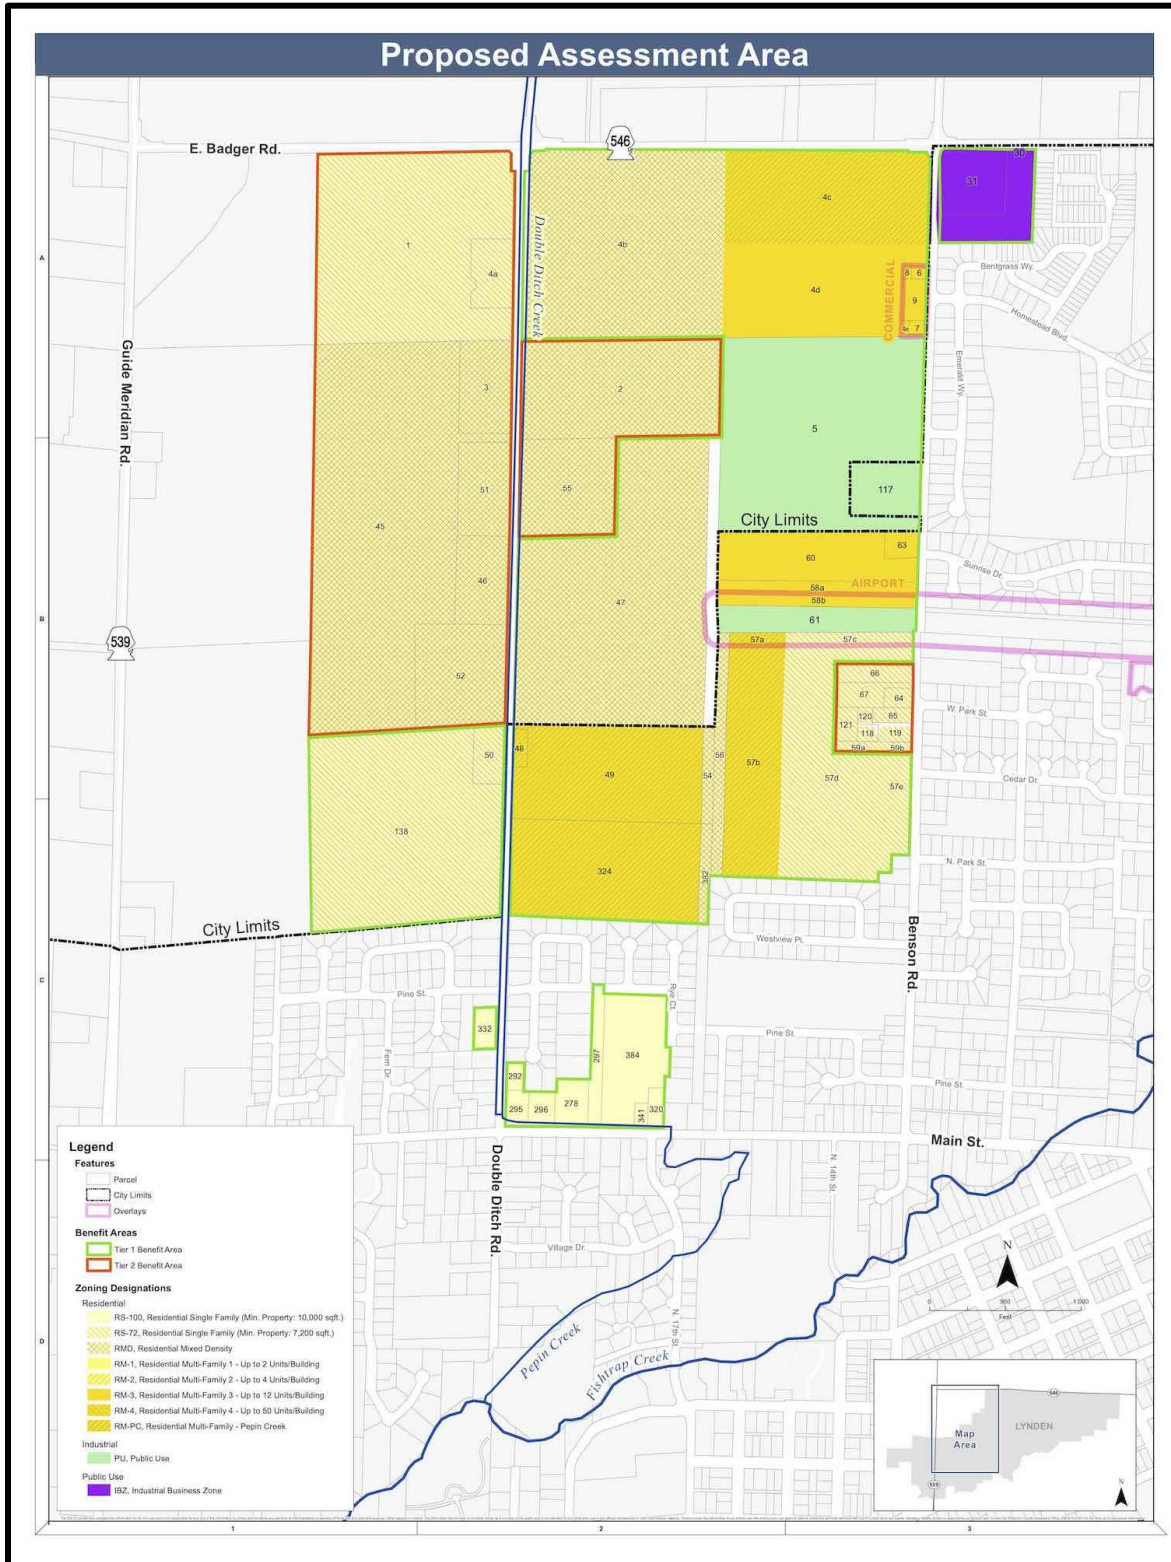 Proposed Assessment Area
E. Badger Rd.
546
30
31
4c
1
4b
4a
Double Ditch Creek
A
Bentgrass Wy.
COMMERCIAL
8 6
4d
9
4e 7
Homestead Blvd.
Guide Meridian Rd.
Emerald Wy.
3
2
5
55
51
117
45
City Limits
63
60
Sunrise Dr.
46
58a
AIRPORT
47
58b
B
61
539
57a
57c
62
66
67
64
W. Park St.
120
65
121
118
119
50
48
59a
59b
56
49
54
57b
57d
57e
Cedar Dr.
138
N. Park St.
324
382
City Limits
Benson Rd.
Westview Pl.
C
Pine St.
Rye Ct.
332
Pine St.
297
384
Fern Dr.
292
Pine St.
295
296
278
341
320
Main St.
Double Ditch Rd.
N. 14th St.
Village Dr.
N. 17th St.
Pepin Creek
Fishtrap Creek
Legend
Features
Parcel
City Limits
Overlays
Benefit Areas
Tier 1 Benefit Area
Tier 2 Benefit Area
Zoning Designations
Residential
RS-100, Residential Single Family (Min. Property: 10,000 sqft.)
RS-72, Residential Single Family (Min. Property: 7,200 sqft.)
RMD, Residential Mixed Density
RM-1, Residential Multi-Family 1 - Up to 2 Units/Building
RM-2, Residential Multi-Family 2 - Up to 4 Units/Building
RM-3, Residential Multi-Family 3 - Up to 12 Units/Building
RM-4, Residential Multi-Family 4 - Up to 50 Units/Building
RM-PC, Residential Multi-Family - Pepin Creek
Industrial
PU, Public Use
Public Use
IBZ, Industrial Business Zone
N
0 500 1,000
Feet
D
546
LYNDEN
Map
Area
539
N
1
2
3